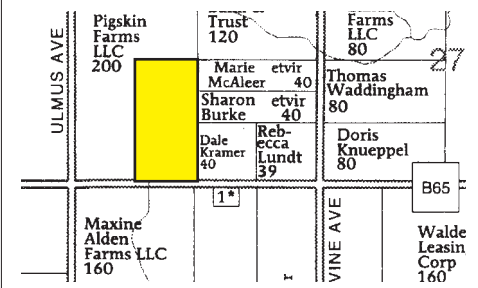 Pigskin
Farms
LLC
200
ULMUS AVE
Trust
120
Farms
LLC
80
27
Marie etvir
McAleer 40
Thomas
Waddingham
80
Sharon etvir
Burke 40
Dale
Kramer
40
Reb-
ecca
Lundt
39
Doris
Knueppel
80
B65
1*
Maxine
Alden
Farms LLC
160
VINE AVE
Walde
Leasin
Corp
160
r